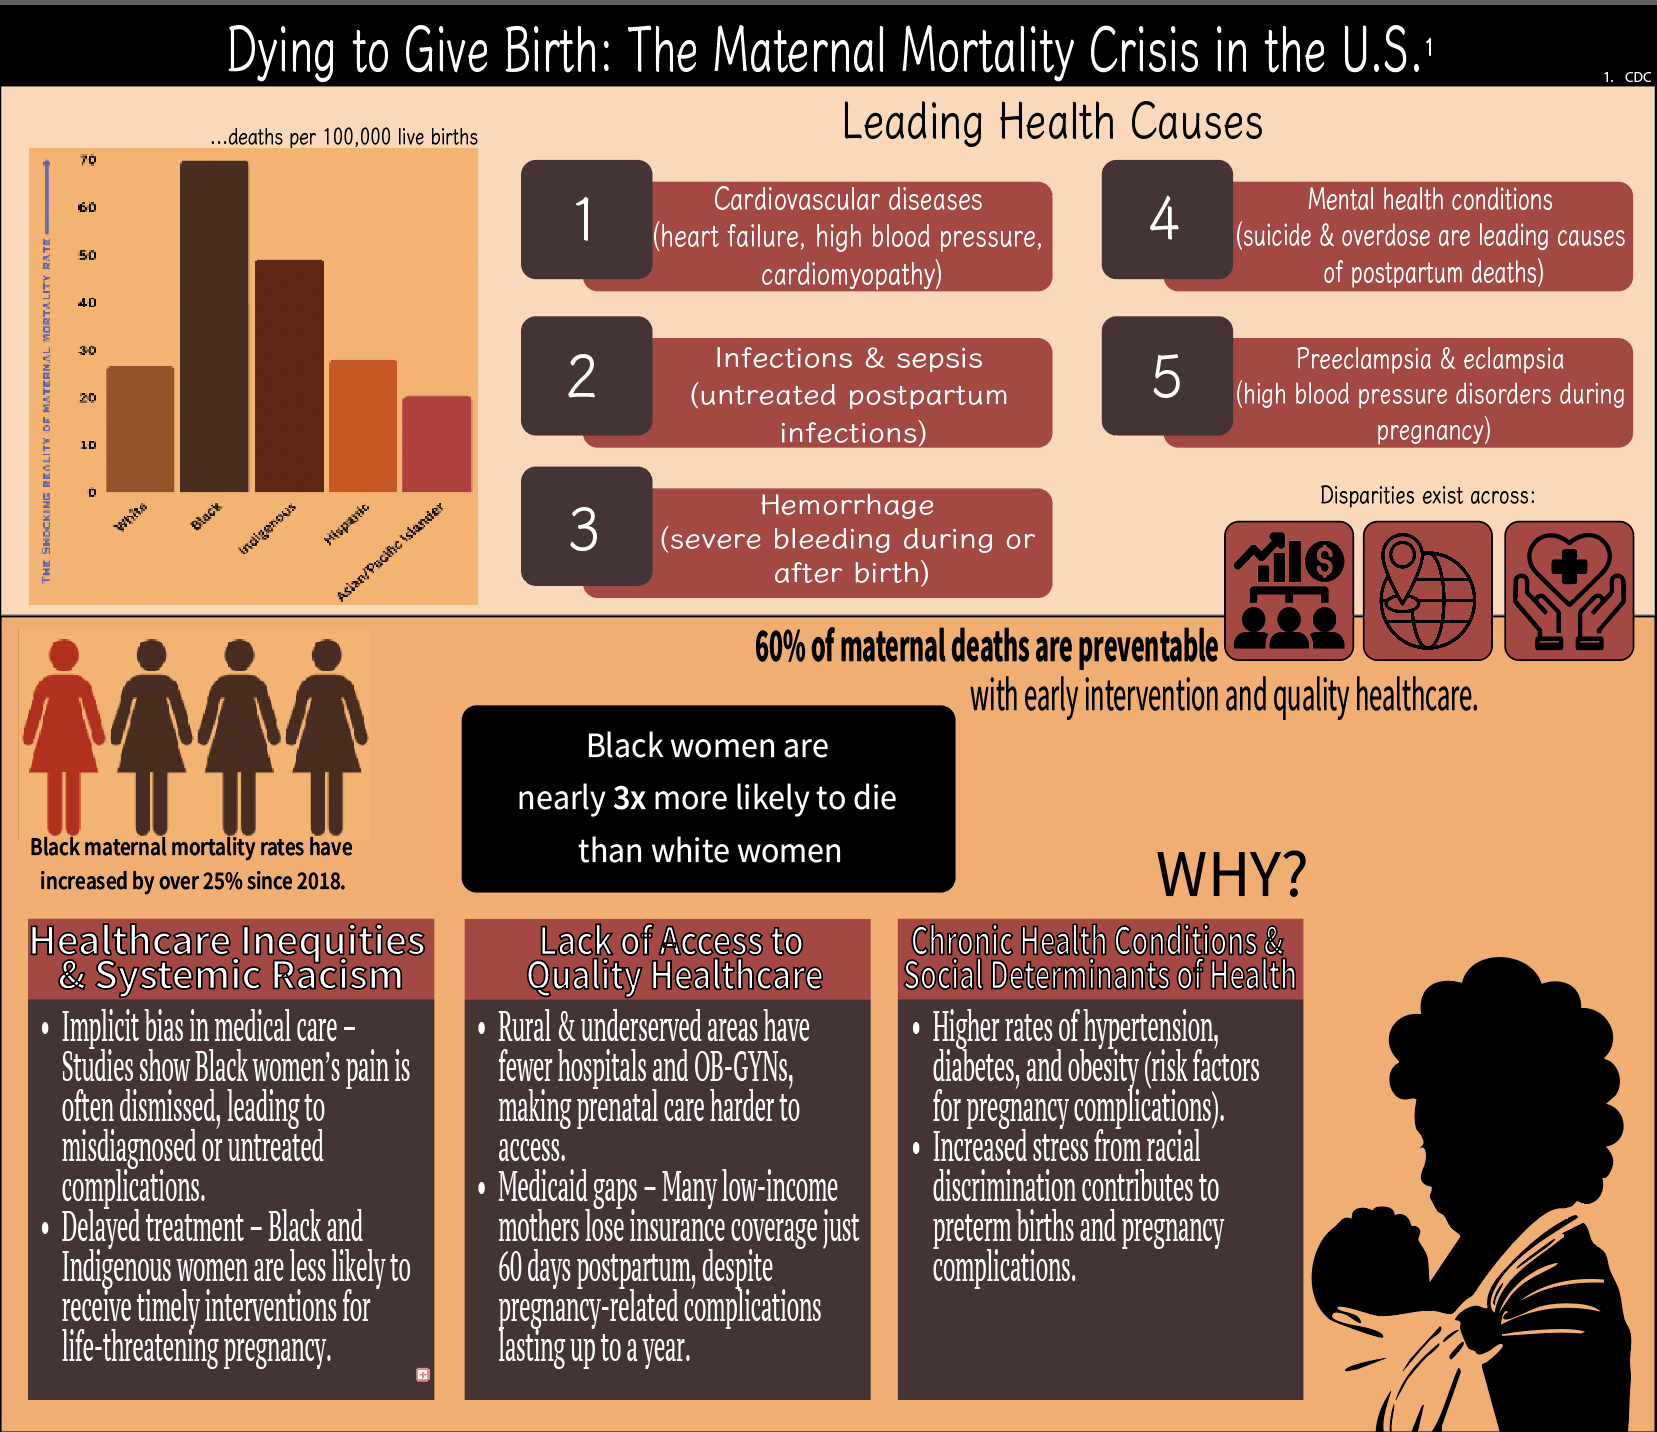 Dying to Give Birth: The Maternal Mortality Crisis in the U.S.¹
1. CDC
...deaths per 100,000 live births
THE SHOCKING REALITY OF MATERNAL MORTALITY RATE
70
60
50
40
30
20
10
0
White
Black
Indigenous
Hispanic
Asian/Pacific Islander
Leading Health Causes
1
Cardiovascular diseases
(heart failure, high blood pressure,
cardiomyopathy)
2
Infections & sepsis
(untreated postpartum
infections)
3
Hemorrhage
(severe bleeding during or
after birth)
4
Mental health conditions
(suicide & overdose are leading causes
of postpartum deaths)
5
Preeclampsia & eclampsia
(high blood pressure disorders during
pregnancy)
Disparities exist across:
$
60% of maternal deaths are preventable
with early intervention and quality healthcare.
Black maternal mortality rates have
increased by over 25% since 2018.
Black women are
nearly 3x more likely to die
than white women
WHY?
Healthcare Inequities
& Systemic Racism
• Implicit bias in medical care –
Studies show Black women's pain is
often dismissed, leading to
misdiagnosed or untreated
complications.
• Delayed treatment – Black and
Indigenous women are less likely to
receive timely interventions for
life-threatening pregnancy.
Lack of Access to
Quality Healthcare
• Rural & underserved areas have
fewer hospitals and OB-GYNs,
making prenatal care harder to
access.
• Medicaid gaps – Many low-income
mothers lose insurance coverage just
60 days postpartum, despite
pregnancy-related complications
lasting up to a year.
Chronic Health Conditions &
Social Determinants of Health
• Higher rates of hypertension,
diabetes, and obesity (risk factors
for pregnancy complications).
• Increased stress from racial
discrimination contributes to
preterm births and pregnancy
complications.